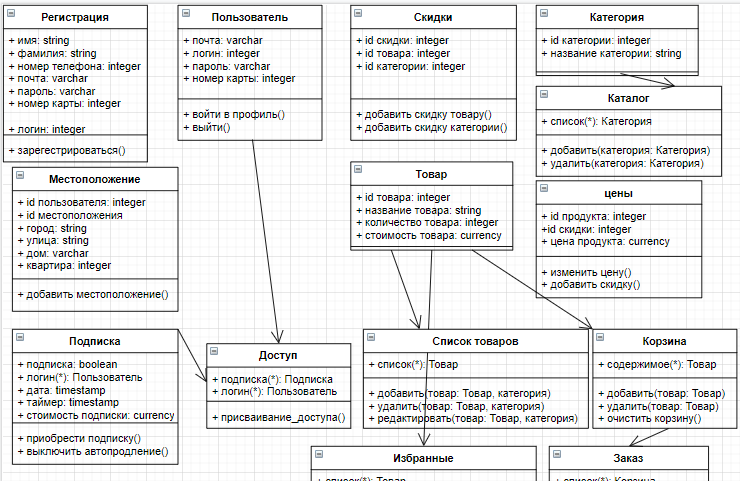 Регистрация
+ имя: string
+ фамилия: string
+ номер телефона: integer
+ почта: varchar
+ пароль: varchar
+ номер карты: integer
+ логин: integer
+ зарегестрироваться()
Пользователь
+ почта: varchar
+ логин: integer
+ пароль: varchar
+ номер карты: integer
+ войти в профиль()
+ выйти()
Скидки
+ id скидки: integer
+ id товара: integer
+ id категории: integer
+ добавить скидку товару()
+ добавить скидку категории()
Категория
+ id категории: integer
+ название категории: string
Каталог
+ список(*): Категория
+ добавить(категория: Категория)
+ удалить(категория: Категория)
Местоположение
+ id пользователя: integer
+ id местоположения
+ город: string
+ улица: string
+ дом: varchar
+ квартира: integer
+ добавить местоположение()
Товар
+ id товара: integer
+ название товара: string
+ количество товара: integer
+ стоимость товара: currency
цены
+ id продукта: integer
+id скидки: integer
+ цена продукта: currency
+ изменить цену()
+ добавить скидку()
Подписка
+ подписка: boolean
+ логин(*): Пользователь
+ дата: timestamp
+ таймер: timestamp
+ стоимость подписки: currency
+ приобрести подписку()
+ выключить автопродление()
Доступ
+ подписка(*): Подписка
+ логин(*): Пользователь
+ присваивание_доступа()
Список товаров
+ список(*): Товар
+ добавить(товар: Товар, категория)
+ удалить(товар: Товар, категория)
+ редактировать(товар: Товар, категория)
Корзина
+ содержимое(*): Товар
+ добавить(товар: Товар)
+ удалить(товар: Товар)
+ очистить корзину()
Избранные
+ список(*): Товар
Заказ
+ список(*): Корзина